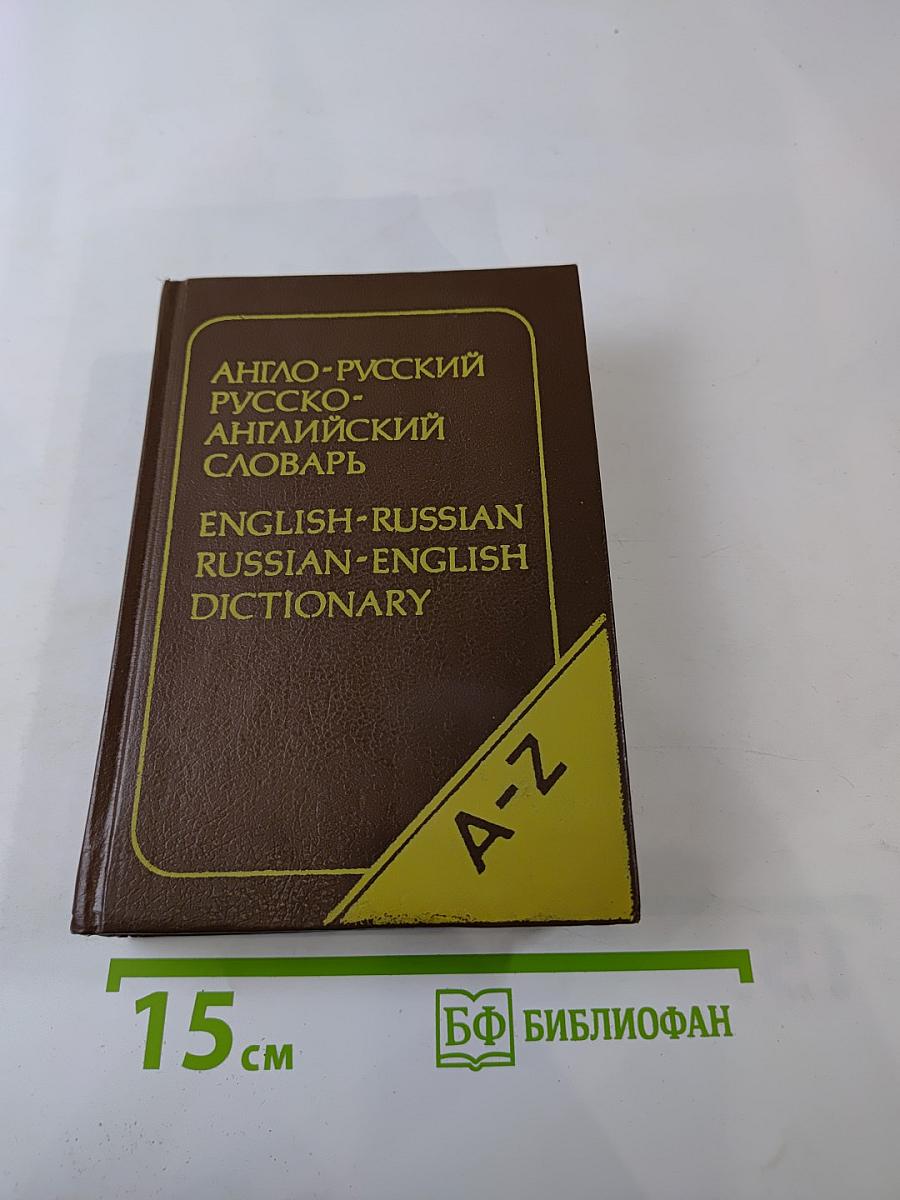 АНГЛО-РУССКИЙ
РУССКО-
АНГЛИЙСКИЙ
СЛОВАРЬ
ENGLISH-RUSSIAN
RUSSIAN-ENGLISH
DICTIONARY
A-Z
15 см
БФ БИБЛИОФАН